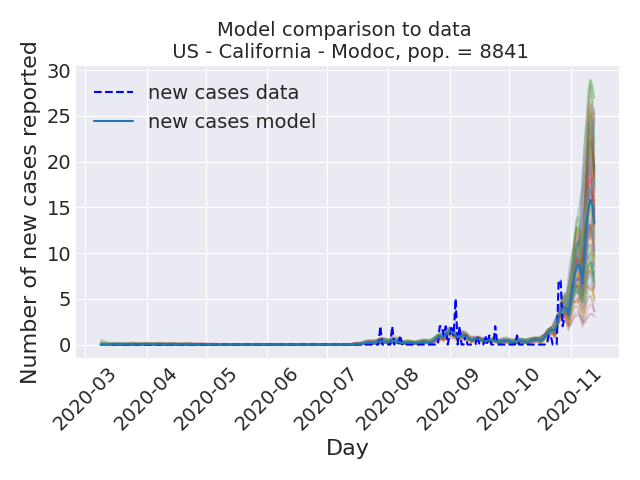 Model comparison to data
US - California - Modoc, pop. = 8841
Number of new cases reported
30
25
20
15
10
5
0
new cases data
new cases model
2020-03
2020-04
2020-05
2020-06
2020-07
2020-08
2020-09
2020-10
2020-11
Day